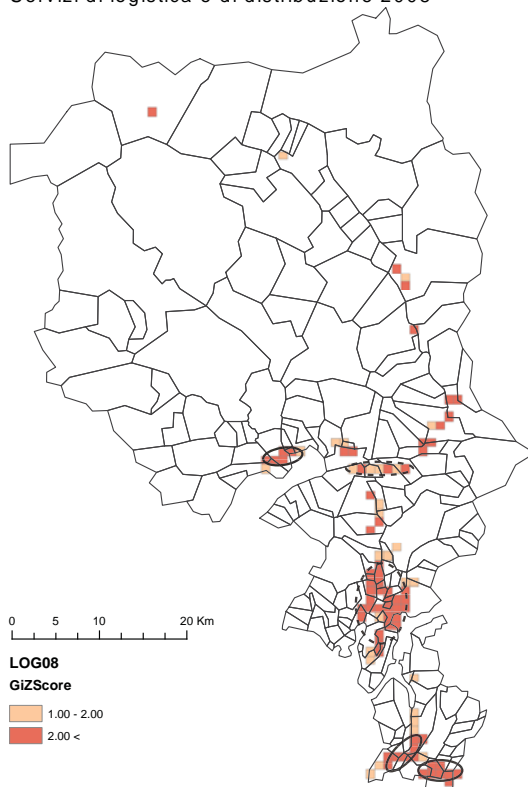 Servizi di logistica e di distribuzione 2008
0 5 10 20 Km
LOG08
GiZScore
1.00 - 2.00
2.00 <